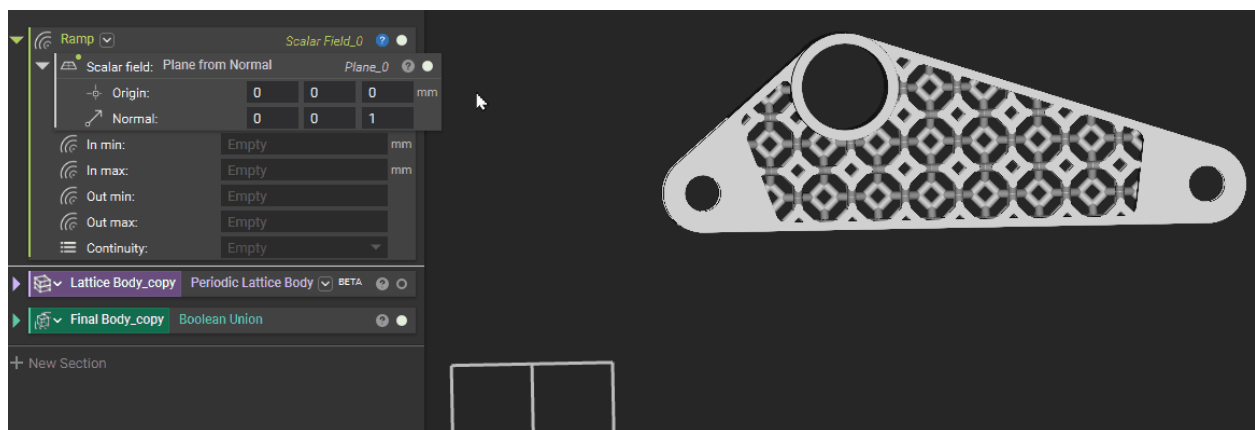 Ramp Scalar Field_0 ?
Scalar field: Plane from Normal Plane_0 ?
Origin: 0 0 0 mm
Normal: 0 0 1
In min: Empty mm
In max: Empty mm
Out min: Empty
Out max: Empty
Continuity: Empty
Lattice Body_copy Periodic Lattice Body BETA ?
Final Body_copy Boolean Union ?
+ New Section